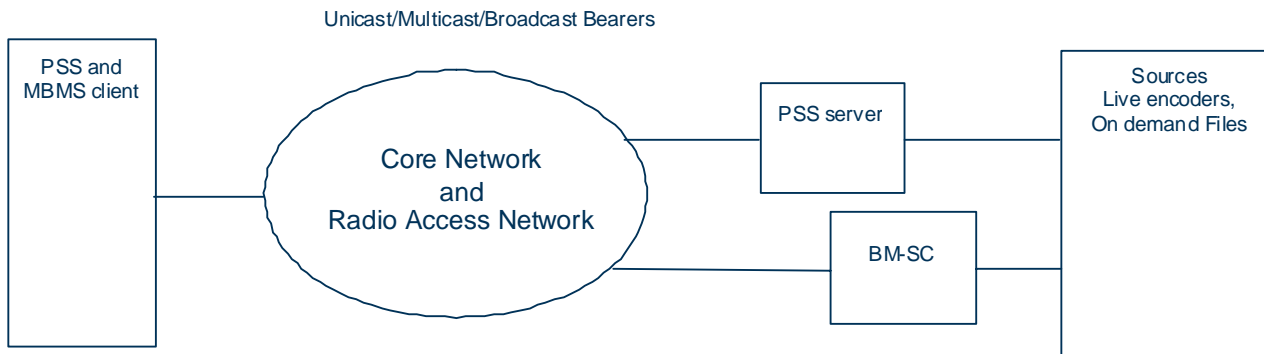 Unicast/Multicast/Broadcast Bearers
PSS and
MBMS client
Core Network
and
Radio Access Network
PSS server
BM-SC
Sources
Live encoders,
On demand Files